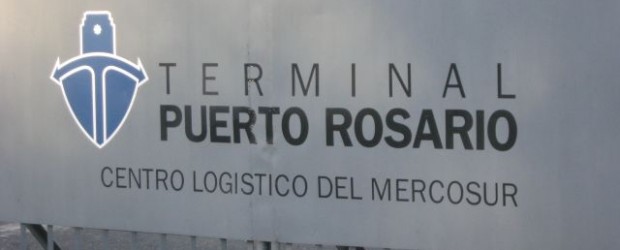 TERMINAL
PUERTO ROSARIO
CENTRO LOGISTICO DEL MERCOSUR